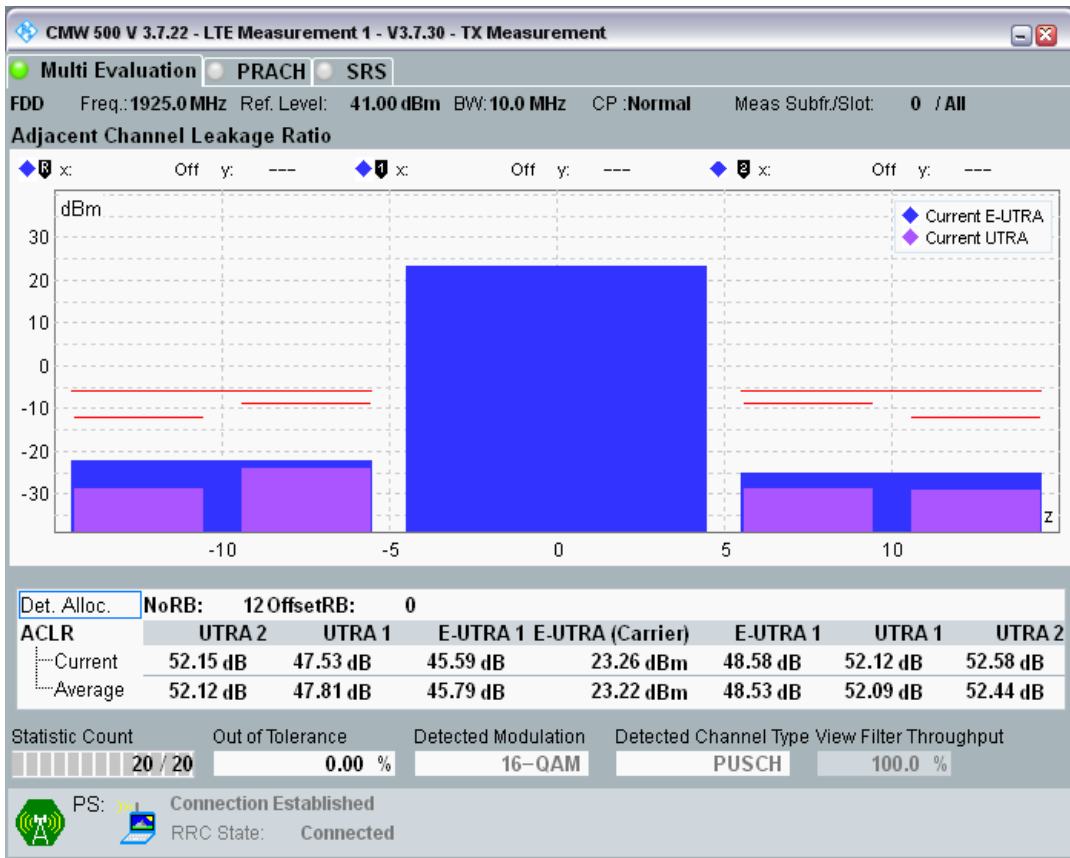 CMW 500 V 3.7.22 - LTE Measurement 1 - V3.7.30 - TX Measurement
Multi Evaluation PRACH SRS
FDD Freq.:1925.0 MHz Ref. Level: 41.00 dBm BW:10.0 MHz CP :Normal Meas Subfr./Slot: 0 / All
Adjacent Channel Leakage Ratio
R x: Off y: --- 1 x: Off y: --- 2 x: Off y: ---
dBm
Current E-UTRA
Current UTRA
30
20
10
0
-10
-20
-30
z
-10 -5 0 5 10
Det. Alloc. NoRB: 12 OffsetRB: 0
ACLR UTRA 2 UTRA 1 E-UTRA 1 E-UTRA (Carrier) E-UTRA 1 UTRA 1 UTRA 2
Current 52.15 dB 47.53 dB 45.59 dB 23.26 dBm 48.58 dB 52.12 dB 52.58 dB
Average 52.12 dB 47.81 dB 45.79 dB 23.22 dBm 48.53 dB 52.09 dB 52.44 dB
Statistic Count Out of Tolerance Detected Modulation Detected Channel Type View Filter Throughput
20 / 20 0.00 % 16-QAM PUSCH 100.0 %
PS: Connection Established
RRC State: Connected